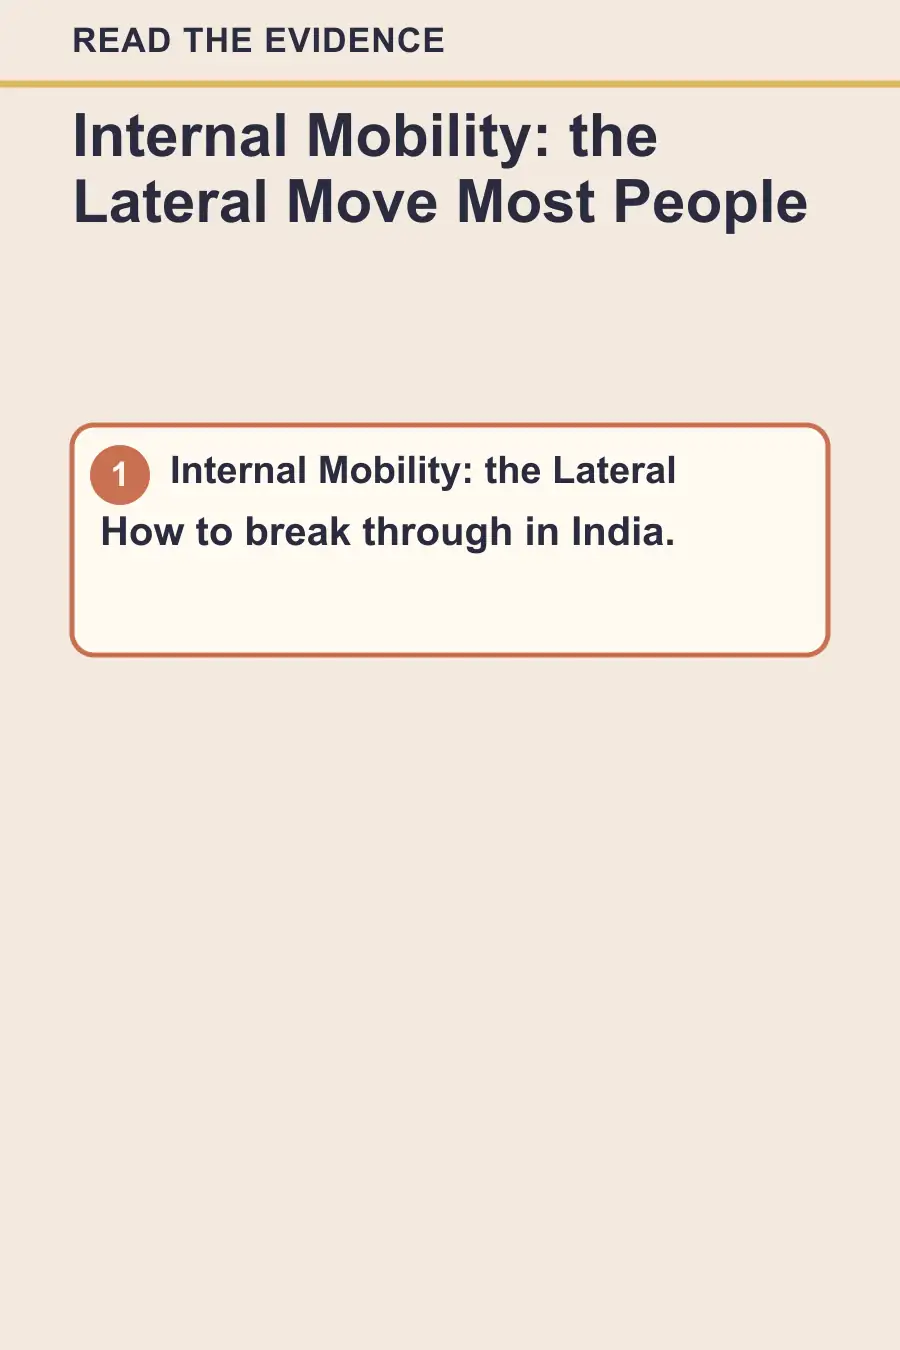 READ THE EVIDENCE
Internal Mobility: the
Lateral Move Most People
1 Internal Mobility: the Lateral
How to break through in India.